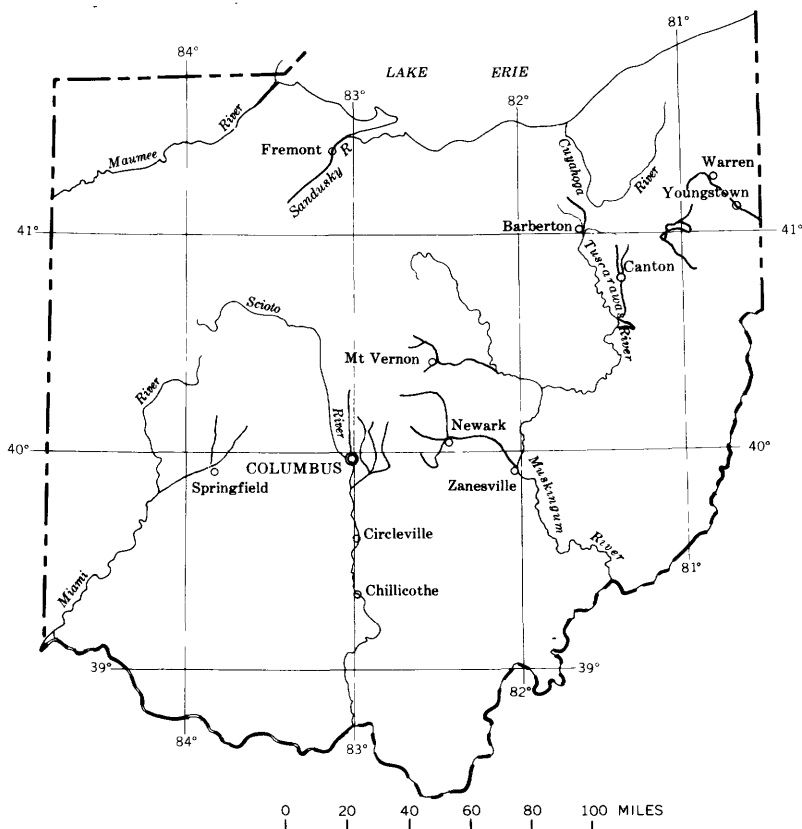 81°
84°
LAKE ERIE
83°
82°
Maumee River
Fremont
Sandusky R
Cuyahoga River
Warren
Youngstown
41°
Barberton
41°
Tuscarawas River
Canton
Scioto River
Mt Vernon
River
Newark
40°
40°
COLUMBUS
Springfield
Zanesville
Muskingum River
Circleville
81°
Miami
Chillicothe
39°
39°
82°
84°
83°
0 20 40 60 80 100 MILES